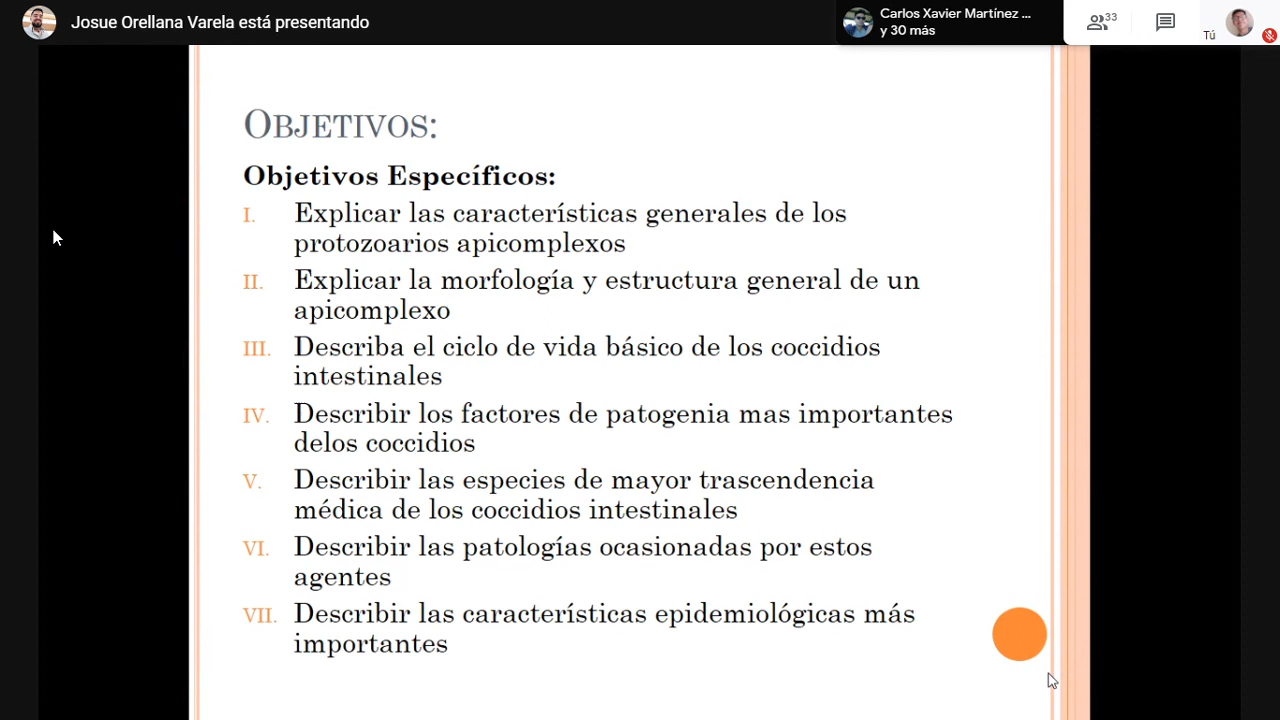 Josue Orellana Varela está presentando
Carlos Xavier Martínez ...
y 30 más
33
Tú
OBJETIVOS:
Objetivos Específicos:
I. Explicar las características generales de los
protozoarios apicomplexos
II. Explicar la morfología y estructura general de un
apicomplexo
III. Describa el ciclo de vida básico de los coccidios
intestinales
IV. Describir los factores de patogenia mas importantes
delos coccidios
V. Describir las especies de mayor trascendencia
médica de los coccidios intestinales
VI. Describir las patologías ocasionadas por estos
agentes
VII. Describir las características epidemiológicas más
importantes